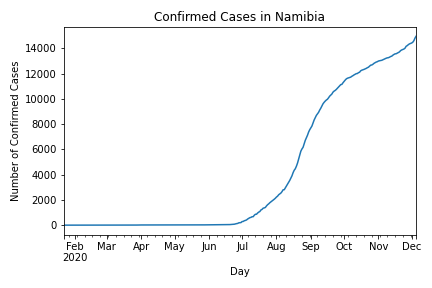 Confirmed Cases in Namibia
Number of Confirmed Cases
14000
12000
10000
8000
6000
4000
2000
0
Feb Mar Apr May Jun Jul Aug Sep Oct Nov Dec
2020
Day